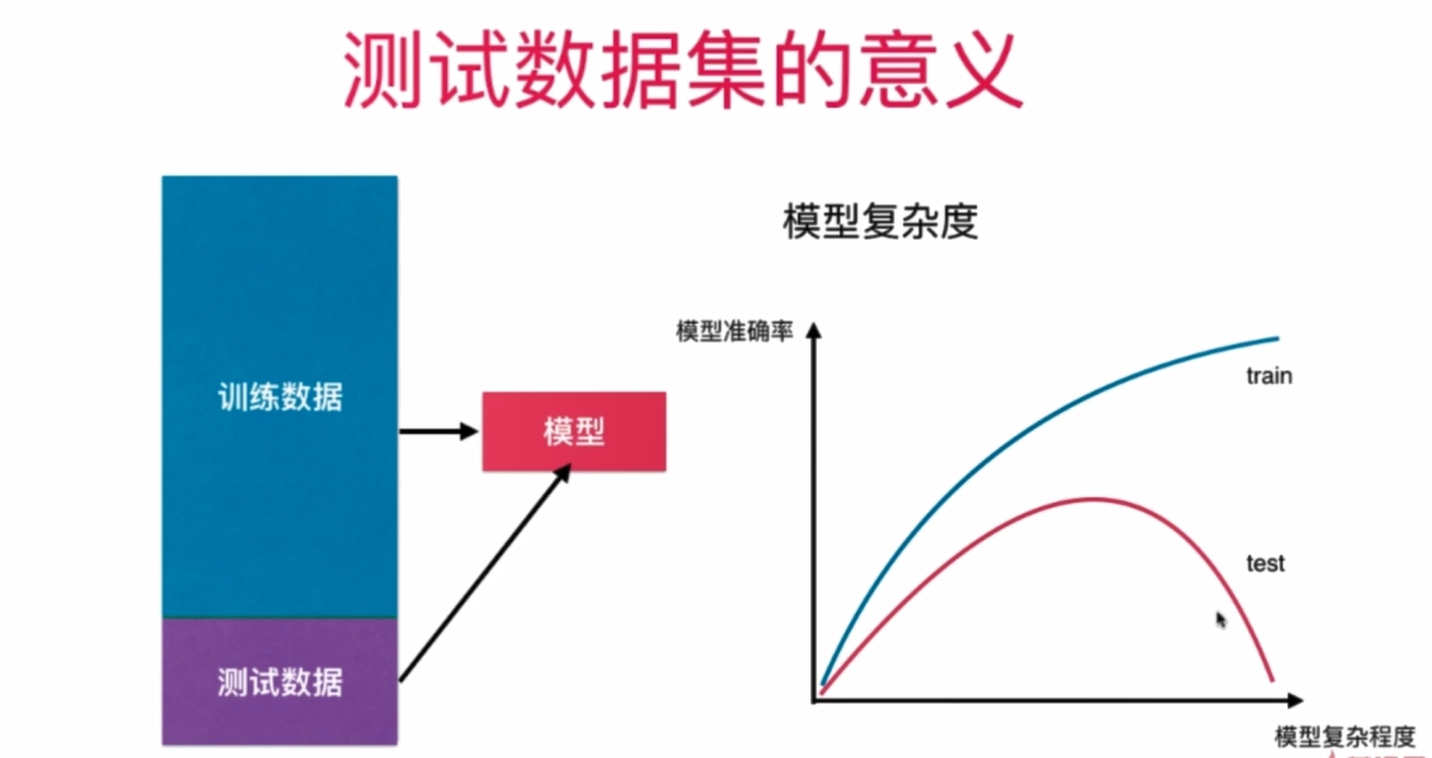 测试数据集的意义
模型复杂度
模型准确率
训练数据
模型
测试数据
train
test
模型复杂程度